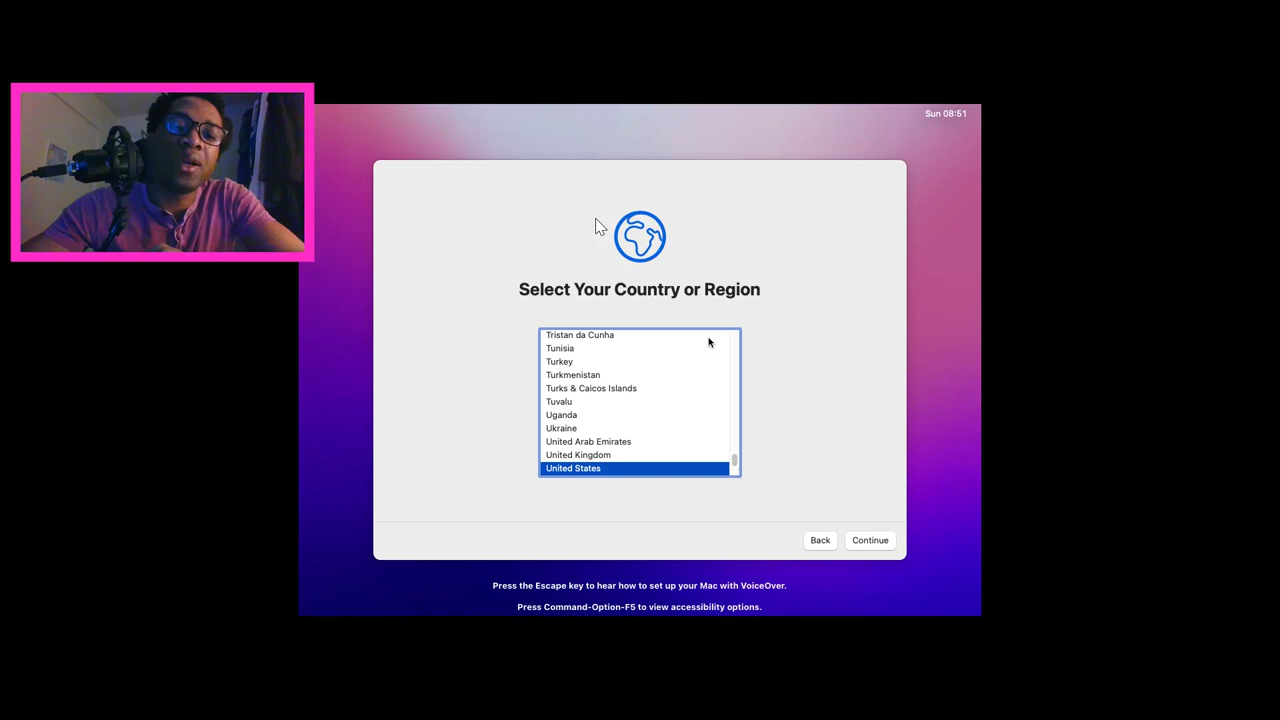 Sun 08:51
Select Your Country or Region
Tristan da Cunha
Tunisia
Turkey
Turkmenistan
Turks & Caicos Islands
Tuvalu
Uganda
Ukraine
United Arab Emirates
United Kingdom
United States
Back
Continue
Press the Escape key to hear how to set up your Mac with VoiceOver.
Press Command-Option-F5 to view accessibility options.